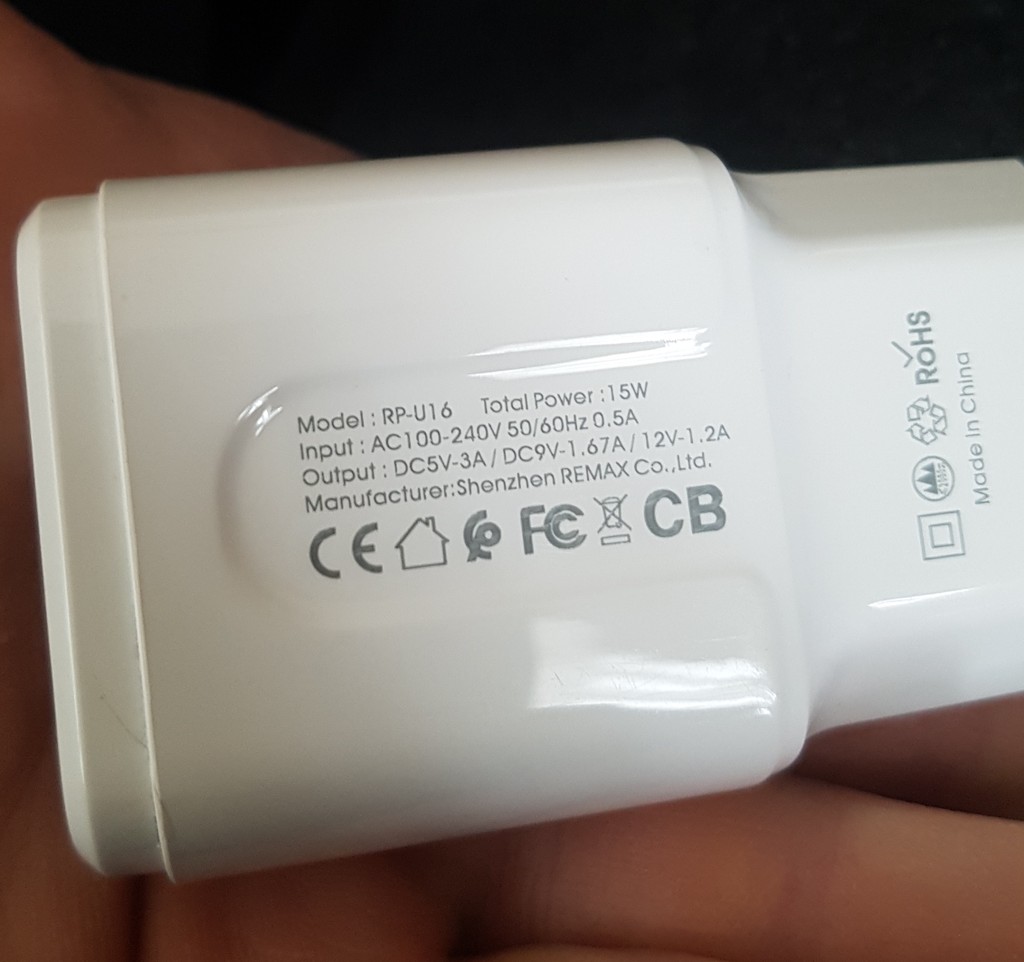 Model : RP-U16 Total Power :15W
Input : AC100-240V 50/60Hz 0.5A
Output : DC5V-3A / DC9V-1.67A / 12V-1.2A
Manufacturer:Shenzhen REMAX Co.,Ltd.
CE FC CB
ROHS
Made In China